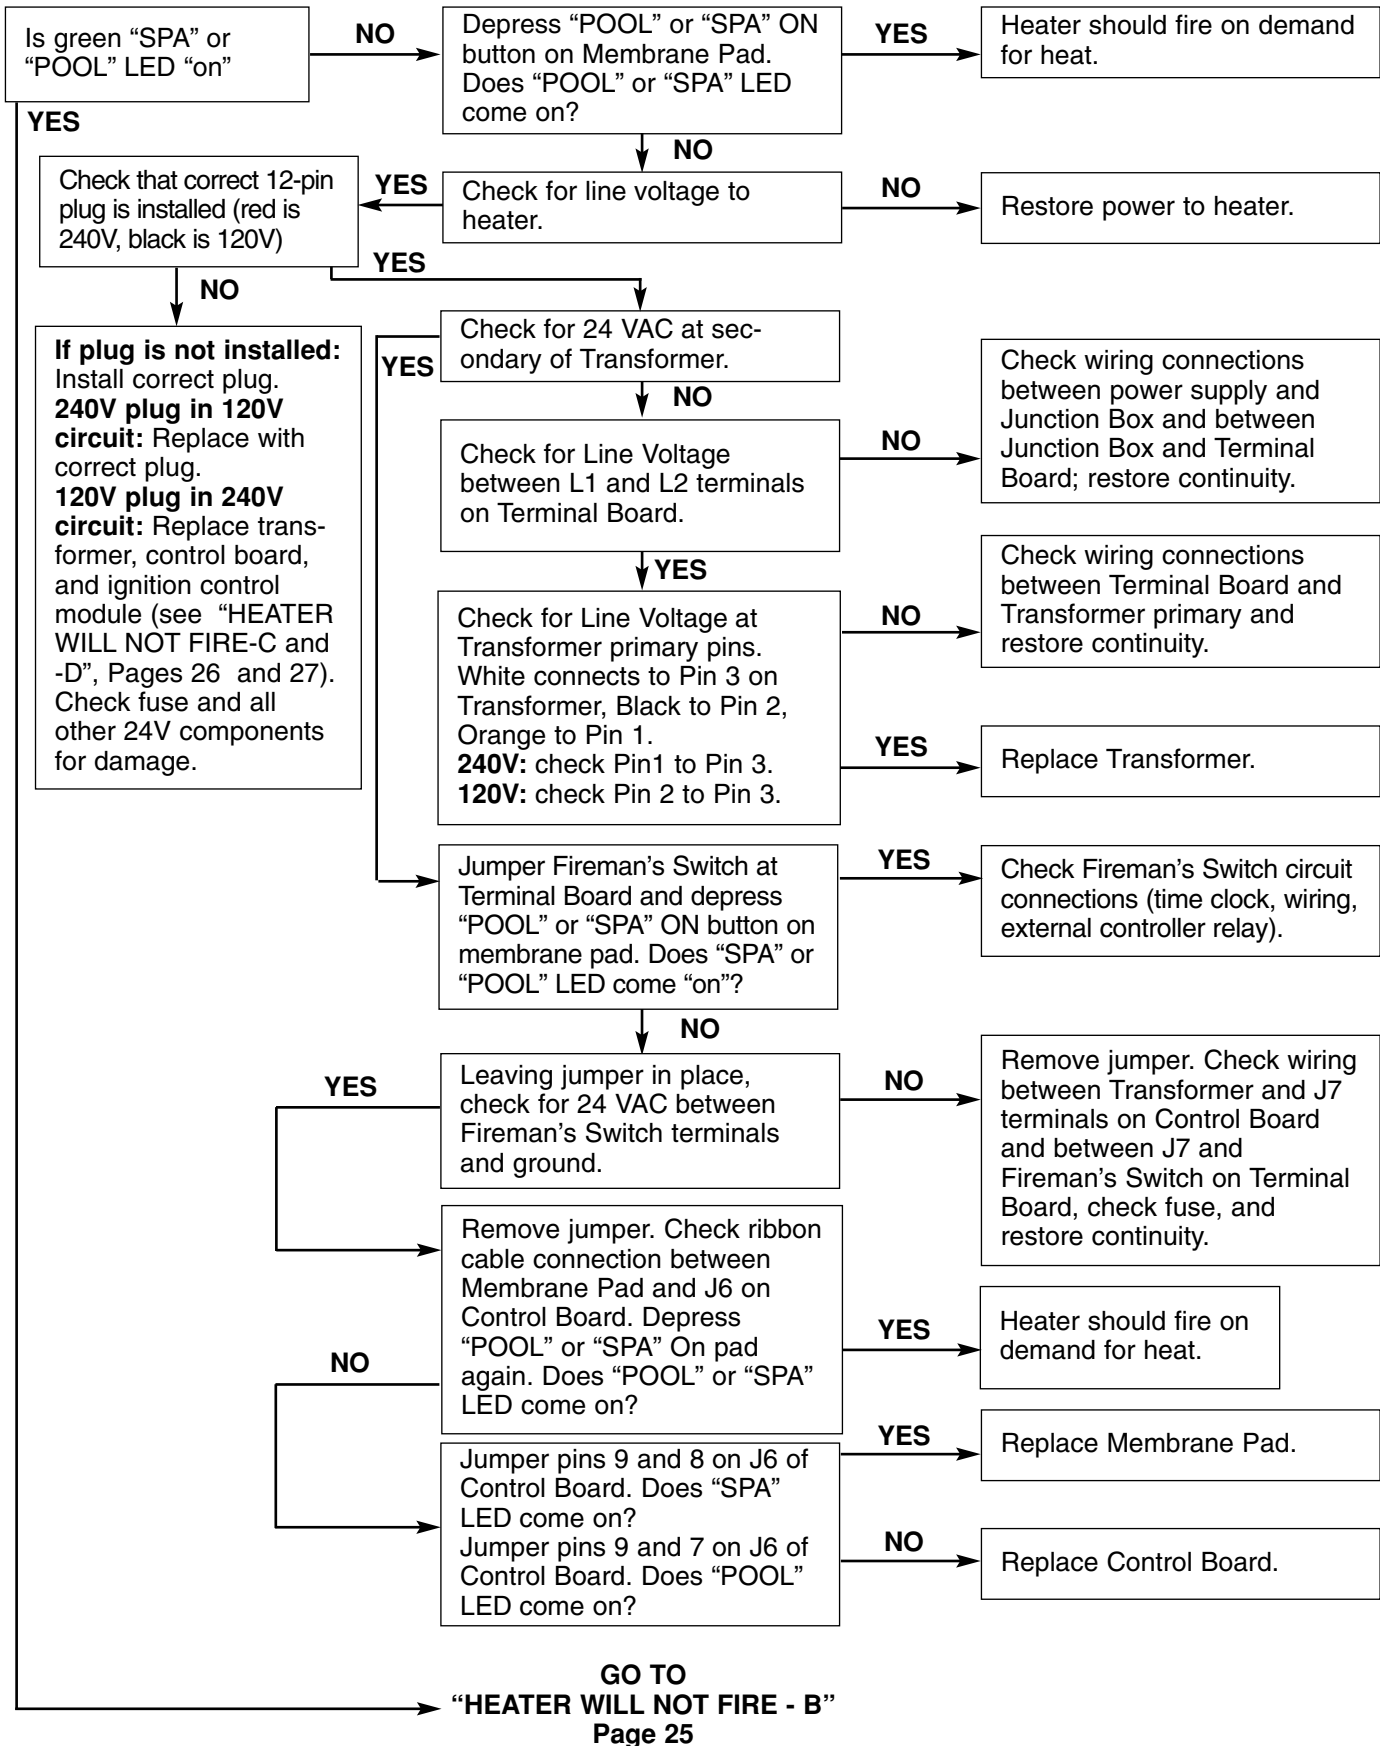 Is green “SPA” or
“POOL” LED “on”
NO
Depress “POOL” or “SPA” ON
button on Membrane Pad.
Does “POOL” or “SPA” LED
come on?
YES
Heater should fire on demand
for heat.
YES
NO
Check that correct 12-pin
plug is installed (red is
240V, black is 120V)
YES
Check for line voltage to
heater.
NO
Restore power to heater.
YES
NO
If plug is not installed:
Install correct plug.
240V plug in 120V
circuit: Replace with
correct plug.
120V plug in 240V
circuit: Replace trans-
former, control board,
and ignition control
module (see “HEATER
WILL NOT FIRE-C and
-D”, Pages 26 and 27).
Check fuse and all
other 24V components
for damage.
YES
Check for 24 VAC at sec-
ondary of Transformer.
NO
Check for Line Voltage
between L1 and L2 terminals
on Terminal Board.
NO
Check wiring connections
between power supply and
Junction Box and between
Junction Box and Terminal
Board; restore continuity.
YES
Check for Line Voltage at
Transformer primary pins.
White connects to Pin 3 on
Transformer, Black to Pin 2,
Orange to Pin 1.
240V: check Pin1 to Pin 3.
120V: check Pin 2 to Pin 3.
NO
Check wiring connections
between Terminal Board and
Transformer primary and
restore continuity.
YES
Replace Transformer.
Jumper Fireman’s Switch at
Terminal Board and depress
“POOL” or “SPA” ON button on
membrane pad. Does “SPA” or
“POOL” LED come “on”?
YES
Check Fireman’s Switch circuit
connections (time clock, wiring,
external controller relay).
NO
YES
Leaving jumper in place,
check for 24 VAC between
Fireman’s Switch terminals
and ground.
NO
Remove jumper. Check wiring
between Transformer and J7
terminals on Control Board
and between J7 and
Fireman’s Switch on Terminal
Board, check fuse, and
restore continuity.
Remove jumper. Check ribbon
cable connection between
Membrane Pad and J6 on
Control Board. Depress
“POOL” or “SPA” On pad
again. Does “POOL” or “SPA”
LED come on?
YES
Heater should fire on
demand for heat.
NO
Jumper pins 9 and 8 on J6 of
Control Board. Does “SPA”
LED come on?
Jumper pins 9 and 7 on J6 of
Control Board. Does “POOL”
LED come on?
YES
Replace Membrane Pad.
NO
Replace Control Board.
GO TO
“HEATER WILL NOT FIRE - B”
Page 25